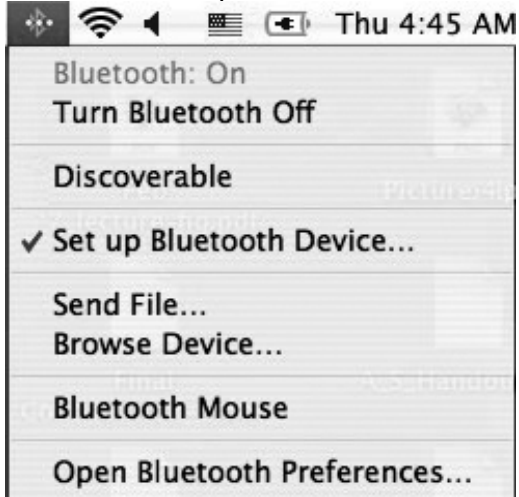 Thu 4:45 AM
Bluetooth: On
Turn Bluetooth Off
Discoverable
✓ Set up Bluetooth Device...
Send File...
Browse Device...
Bluetooth Mouse
Open Bluetooth Preferences...